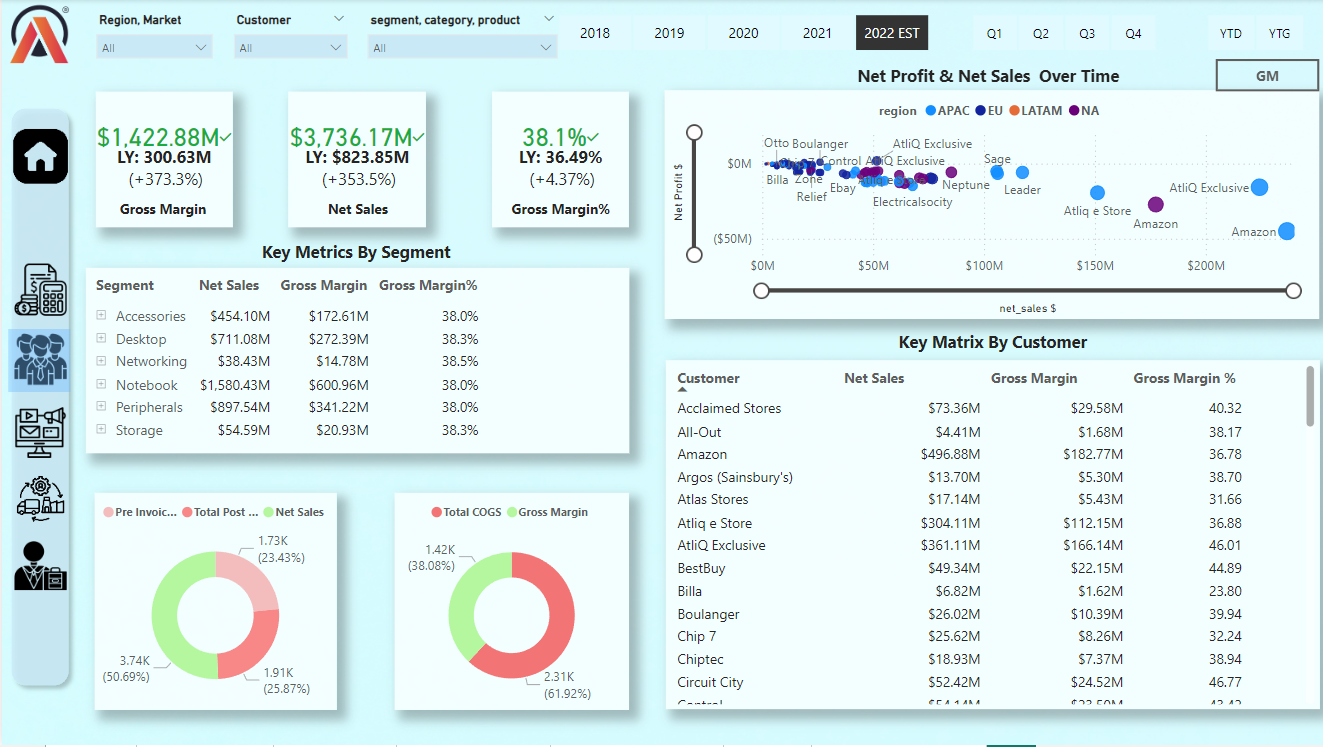 Region, Market
Customer
segment, category, product
All
All
All
2018 2019 2020 2021 2022 EST
Q1 Q2 Q3 Q4
YTD YTG
Net Profit & Net Sales Over Time
GM
$1,422.88M
LY: 300.63M
(+373.3%)
Gross Margin
$3,736.17M
LY: $823.85M
(+353.5%)
Net Sales
38.1%
LY: 36.49%
(+4.37%)
Gross Margin%
region APAC EU LATAM NA
Net Profit $
$0M
($50M)
Otto Boulanger
AtliQ Exclusive
Control AtliQ Exclusive
Billa Zone
Relief
Ebay
Electricalsocity
Neptune
Sage
Leader
Atliq e Store
Amazon
AtliQ Exclusive
Amazon
$0M $50M $100M $150M $200M
net_sales $
Key Metrics By Segment
Segment Net Sales Gross Margin Gross Margin%
Accessories $454.10M $172.61M 38.0%
Desktop $711.08M $272.39M 38.3%
Networking $38.43M $14.78M 38.5%
Notebook $1,580.43M $600.96M 38.0%
Peripherals $897.54M $341.22M 38.0%
Storage $54.59M $20.93M 38.3%
Key Matrix By Customer
Customer Net Sales Gross Margin Gross Margin %
Acclaimed Stores $73.36M $29.58M 40.32
All-Out $4.41M $1.68M 38.17
Amazon $496.88M $182.77M 36.78
Argos (Sainsbury's) $13.70M $5.30M 38.70
Atlas Stores $17.14M $5.43M 31.66
Atliq e Store $304.11M $112.15M 36.88
AtliQ Exclusive $361.11M $166.14M 46.01
BestBuy $49.34M $22.15M 44.89
Billa $6.82M $1.62M 23.80
Boulanger $26.02M $10.39M 39.94
Chip 7 $25.62M $8.26M 32.24
Chiptec $18.93M $7.37M 38.94
Circuit City $52.42M $24.52M 46.77
Pre Invoic... Total Post ... Net Sales
1.73K
(23.43%)
3.74K
(50.69%)
1.91K
(25.87%)
Total COGS Gross Margin
1.42K
(38.08%)
2.31K
(61.92%)